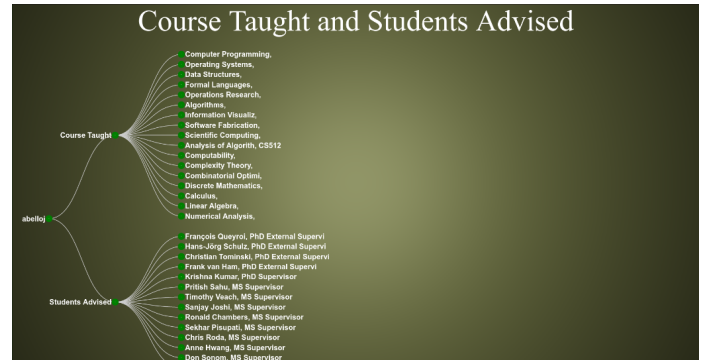 Course Taught and Students Advised
Computer Programming,
Operating Systems,
Data Structures,
Formal Languages,
Operations Research,
Algorithms,
Information Visualiz,
Software Fabrication,
Course Taught
Scientific Computing,
Analysis of Algorith, CS512
Computability,
Complexity Theory,
Combinatorial Optimi,
Discrete Mathematics,
Calculus,
Linear Algebra,
Numerical Analysis,
abelloj
François Queyroi, PhD External Supervi
Hans-Jörg Schulz, PhD External Supervi
Christian Tominski, PhD External Supervi
Frank van Ham, PhD External Supervi
Krishna Kumar, PhD Supervisor
Pritish Sahu, MS Supervisor
Timothy Veach, MS Supervisor
Students Advised
Sanjay Joshi, MS Supervisor
Ronald Chambers, MS Supervisor
Sekhar Pisupati, MS Supervisor
Chris Roda, MS Supervisor
Anne Hwang, MS Supervisor
Don Sonom, MS Supervisor